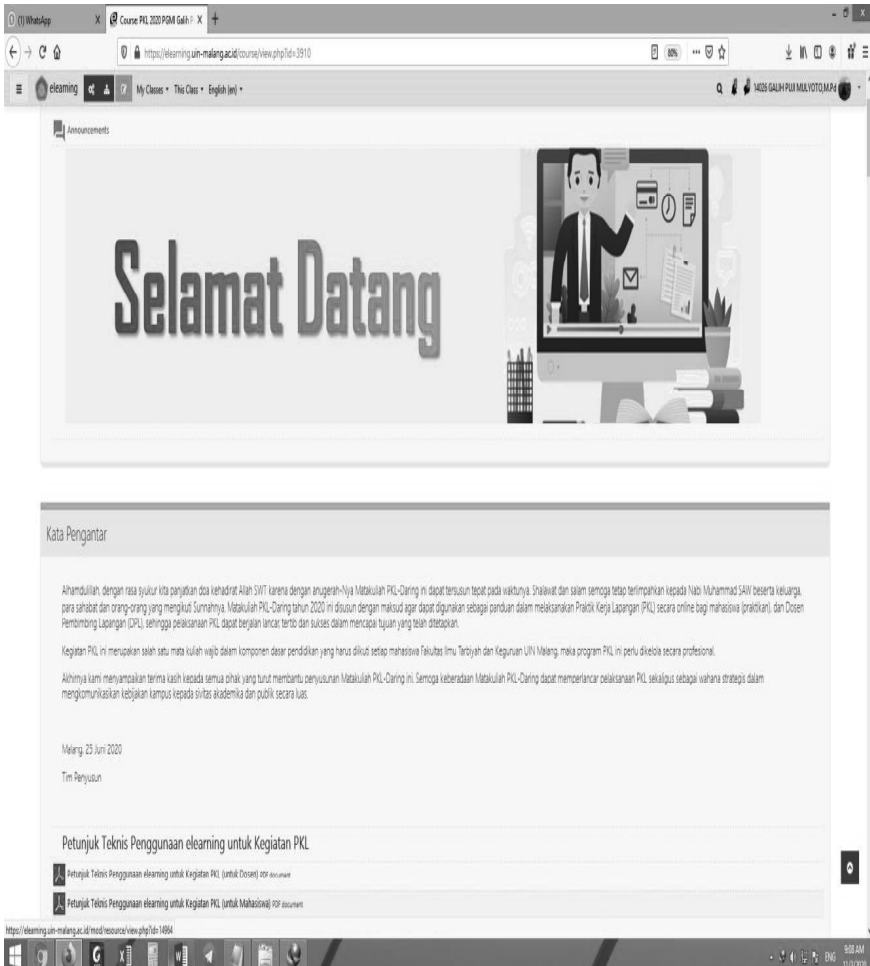 (1) WhatsApp
Course: PKL 2020 PGMI Galih P
https://elearning.uin-malang.ac.id/course/view.php?id=3910
80%
elearning My Classes This Class English (en)
14026 GALIH PUJI MULYOTO,M.Pd
Announcements
Selamat Datang
Kata Pengantar
Alhamdulillah, dengan rasa syukur kita panjatkan doa kehadirat Allah SWT karena dengan anugerah-Nya Matakuliah PKL-Daring ini dapat tersusun tepat pada waktunya. Shalawat dan salam semoga tetap terlimpahkan kepada Nabi Muhammad SAW beserta keluarga,
para sahabat dan orang-orang yang mengikuti Sunnahnya. Matakuliah PKL-Daring tahun 2020 ini disusun dengan maksud agar dapat digunakan sebagai panduan dalam melaksanakan Praktik Kerja Lapangan (PKL) secara online bagi mahasiswa (praktikan), dan Dosen
Pembimbing Lapangan (DPL), sehingga pelaksanaan PKL dapat berjalan lancar, tertib dan sukses dalam mencapai tujuan yang telah ditetapkan.
Kegiatan PKL ini merupakan salah satu mata kuliah wajib dalam komponen dasar pendidikan yang harus diikuti setiap mahasiswa Fakultas Ilmu Tarbiyah dan Keguruan UIN Malang, maka program PKL ini perlu dikelola secara profesional.
Akhirnya kami menyampaikan terima kasih kepada semua pihak yang turut membantu penyusunan Matakuliah PKL-Daring ini. Semoga keberadaan Matakuliah PKL-Daring dapat memperlancar pelaksanaan PKL sekaligus sebagai wahana strategis dalam
mengkomunikasikan kebijakan kampus kepada sivitas akademika dan publik secara luas.
Malang, 25 Juni 2020
Tim Penyusun
Petunjuk Teknis Penggunaan elearning untuk Kegiatan PKL
Petunjuk Teknis Penggunaan elearning untuk Kegiatan PKL (untuk Dosen) PDF document
Petunjuk Teknis Penggunaan elearning untuk Kegiatan PKL (untuk Mahasiswa) PDF document
https://elearning.uin-malang.ac.id/mod/resource/view.php?id=14964
ENG
9:08 AM